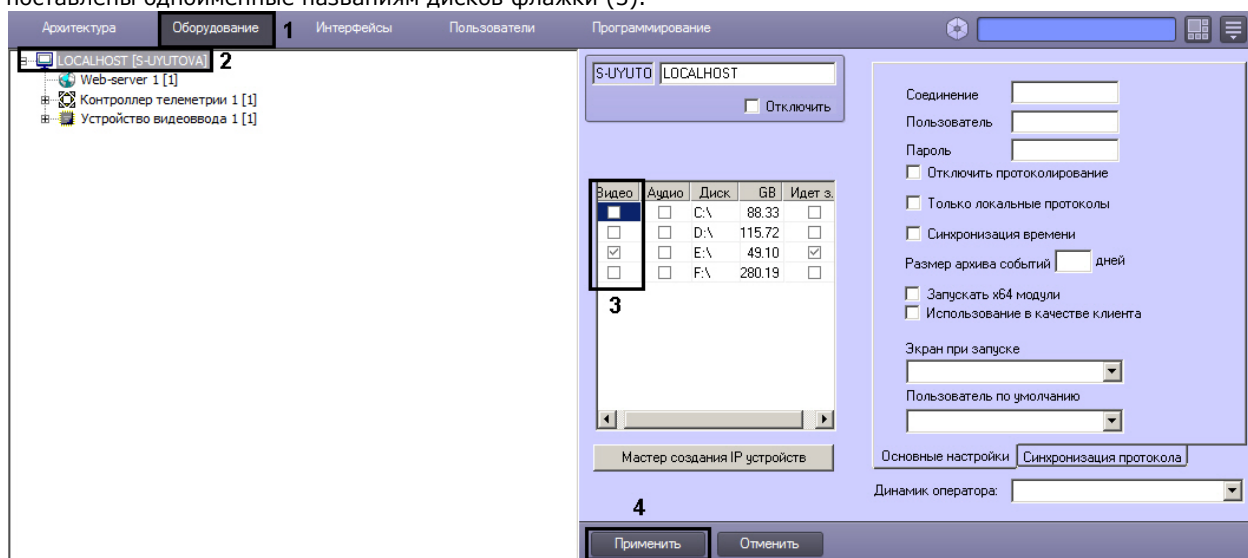 поставлены одноименные названиям дисков флажки (3).
Архитектура Оборудование 1 Интерфейсы Пользователи Программирование
LOCALHOST [S-UYUTOVA] 2
Web-server 1 [1]
Контроллер телеметрии 1 [1]
Устройство видеоввода 1 [1]
S-UYUTO LOCALHOST
Отключить
Видео Аудио Диск GB Идет з.
C:\ 88.33
D:\ 115.72
E:\ 49.10
F:\ 280.19
3
Мастер создания IP устройств
4
Применить Отменить
Соединение
Пользователь
Пароль
Отключить протоколирование
Только локальные протоколы
Синхронизация времени
Размер архива событий дней
Запускать x64 модули
Использование в качестве клиента
Экран при запуске
Пользователь по умолчанию
Основные настройки Синхронизация протокола
Динамик оператора: